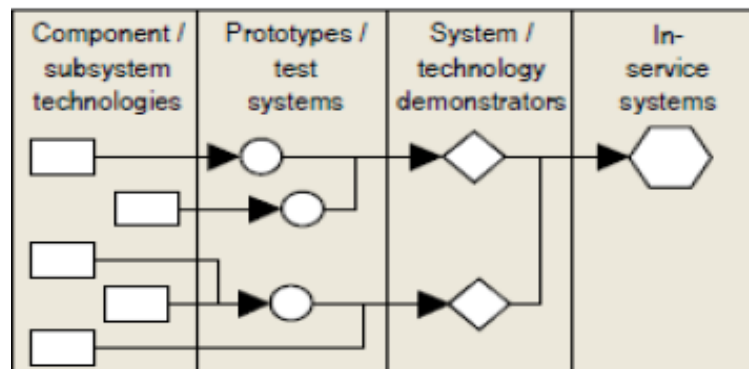 Component /
subsystem
technologies
Prototypes /
test
systems
System /
technology
demonstrators
In-
service
systems